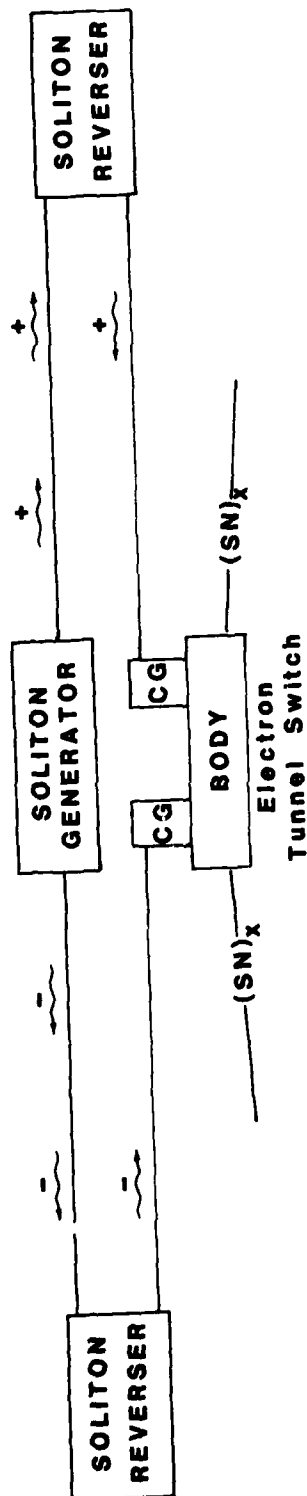 SOLITON
REVERSER
-
-
-
SOLITON
GENERATOR
+
+
+
SOLITON
REVERSER
CG
CG
BODY
(SN)x
(SN)x
Electron
Tunnel Switch